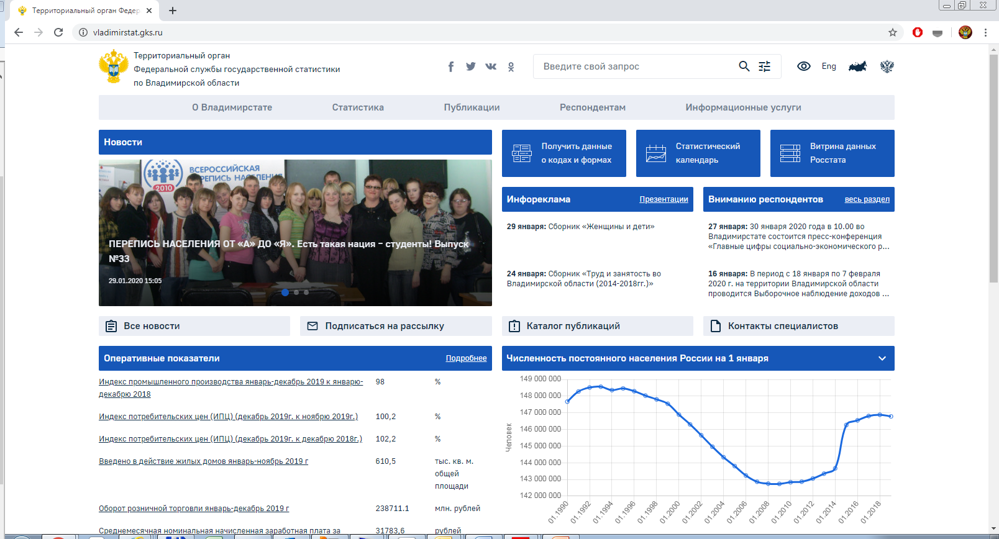 Территориальный орган Федер
vladimirstat.gks.ru
Территориальный орган
Федеральной службы государственной статистики
по Владимирской области
Введите свой запрос
Eng
О Владимирстате
Статистика
Публикации
Респондентам
Информационные услуги
Новости
ВСЕРОССИЙСКАЯ
ПЕРЕПИСЬ НАСЕЛЕНИЯ
2010
ПЕРЕПИСЬ НАСЕЛЕНИЯ ОТ «А» ДО «Я». Есть такая нация – студенты! Выпуск
№33
29.01.2020 15:05
Получить данные
о кодах и формах
Статистический
календарь
Витрина данных
Росстата
Инфореклама
Презентации
29 января: Сборник «Женщины и дети»
24 января: Сборник «Труд и занятость во
Владимирской области (2014-2018гг.)»
Вниманию респондентов
весь раздел
27 января: 30 января 2020 года в 10.00 во
Владимирстате состоится пресс-конференция
«Главные цифры социально-экономического р...
16 января: В период с 18 января по 7 февраля
2020 г. на территории Владимирской области
проводится Выборочное наблюдение доходов ...
Все новости
Подписаться на рассылку
Каталог публикаций
Контакты специалистов
Оперативные показатели
Подробнее
Индекс промышленного производства январь-декабрь 2019 к январю- 98 %
декабрю 2018
Индекс потребительских цен (ИПЦ) (декабрь 2019г. к ноябрю 2019г.) 100,2 %
Индекс потребительских цен (ИПЦ) (декабрь 2019г. к декабрю 2018г.) 102,2 %
Введено в действие жилых домов январь-ноябрь 2019 г 610,5 тыс. кв. м.
общей
площади
Оборот розничной торговли январь-декабрь 2019 г 238711.1 млн. рублей
Среднемесячная номинальная начисленная заработная плата за 31783,6 рублей
Численность постоянного населения России на 1 января
Человек
149 000 000
148 000 000
147 000 000
146 000 000
145 000 000
144 000 000
143 000 000
142 000 000
01.1990
01.1992
01.1994
01.1996
01.1998
01.2000
01.2002
01.2004
01.2006
01.2008
01.2010
01.2012
01.2014
01.2016
01.2018